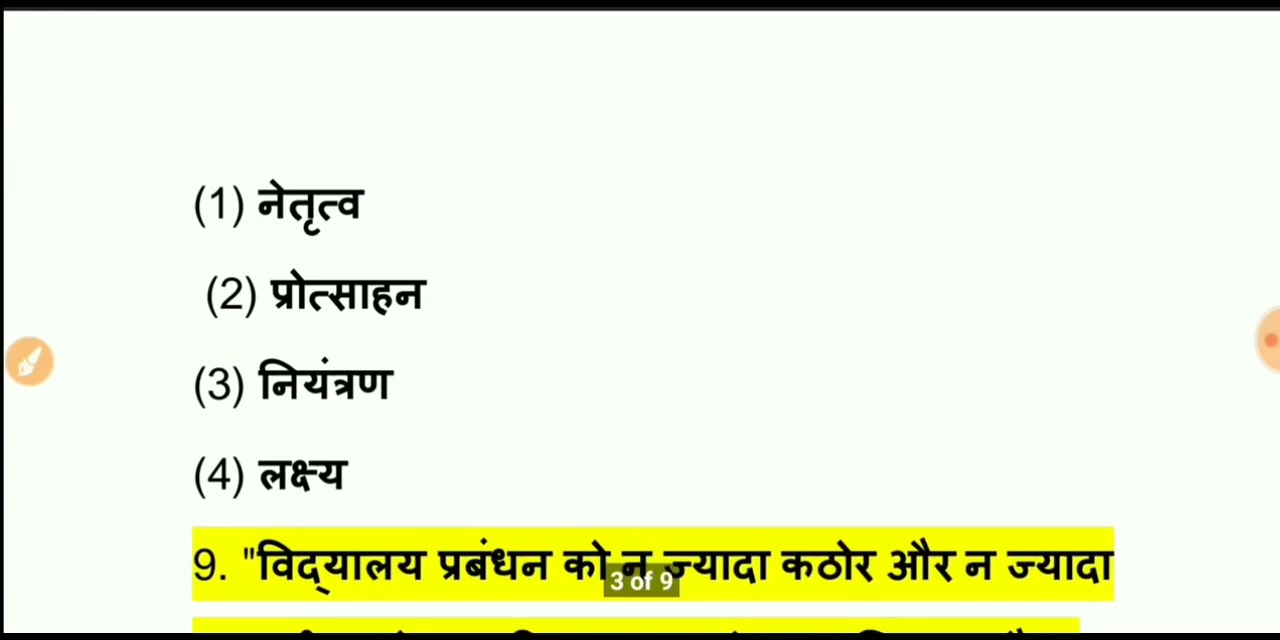 (1) नेतृत्व
(2) प्रोत्साहन
(3) नियंत्रण
(4) लक्ष्य
9. "विद्यालय प्रबंधन को न ज्यादा कठोर और न ज्यादा
3 of 9